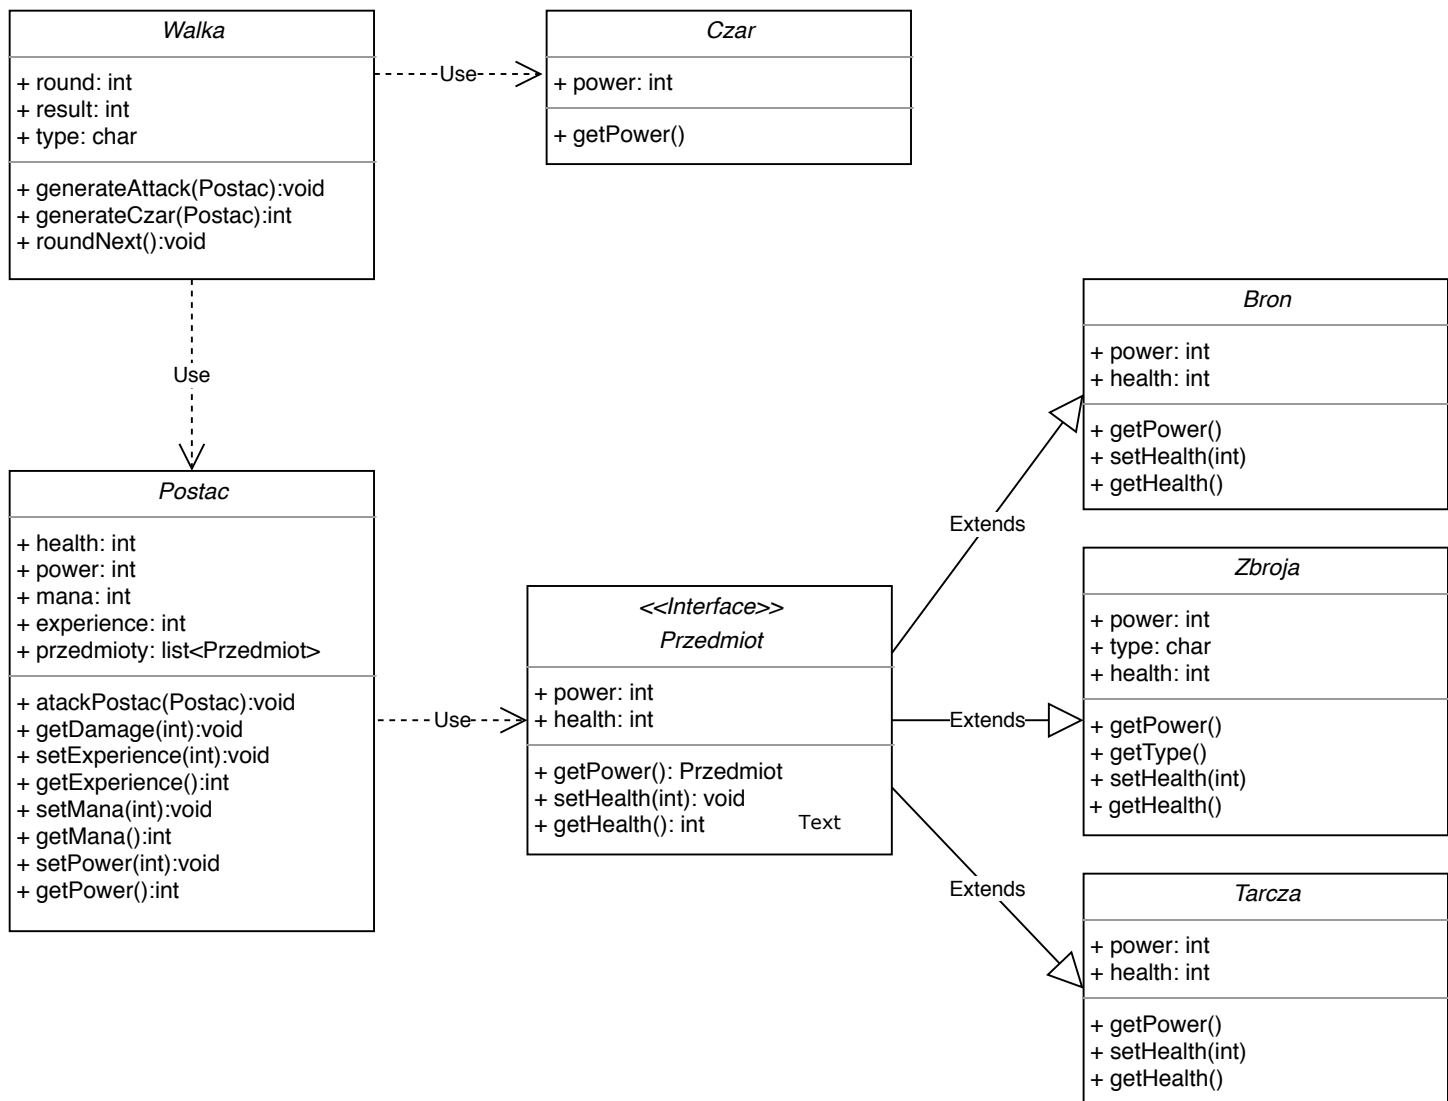 Walka
+ round: int
+ result: int
+ type: char
+ generateAttack(Postac):void
+ generateCzar(Postac):int
+ roundNext():void
Use
Czar
+ power: int
+ getPower()
Use
Postac
+ health: int
+ power: int
+ mana: int
+ experience: int
+ przedmioty: list<Przedmiot>
+ atackPostac(Postac):void
+ getDamage(int):void
+ setExperience(int):void
+ getExperience():int
+ setMana(int):void
+ getMana():int
+ setPower(int):void
+ getPower():int
Use
<<Interface>>
Przedmiot
+ power: int
+ health: int
+ getPower(): Przedmiot
+ setHealth(int): void
+ getHealth(): int
Text
Extends
Extends
Extends
Bron
+ power: int
+ health: int
+ getPower()
+ setHealth(int)
+ getHealth()
Zbroja
+ power: int
+ type: char
+ health: int
+ getPower()
+ getType()
+ setHealth(int)
+ getHealth()
Tarcza
+ power: int
+ health: int
+ getPower()
+ setHealth(int)
+ getHealth()